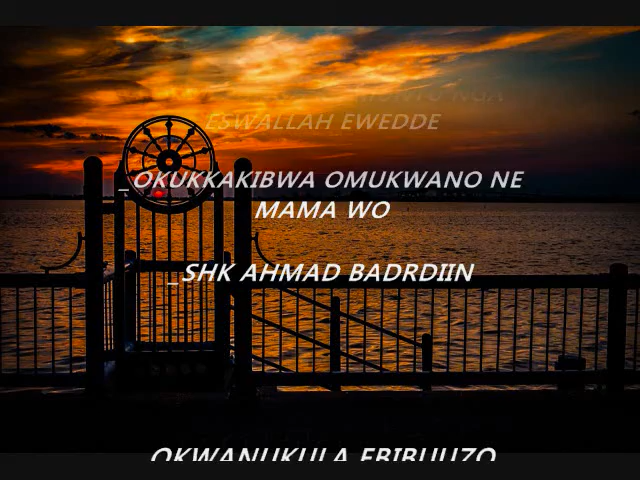 ESWALLAH EWEDDE
_OKUKKAKIBWA OMUKWANO NE
MAMA WO
_SHK AHMAD BADRDIIN
OKWANUKULA EBIBUUZO